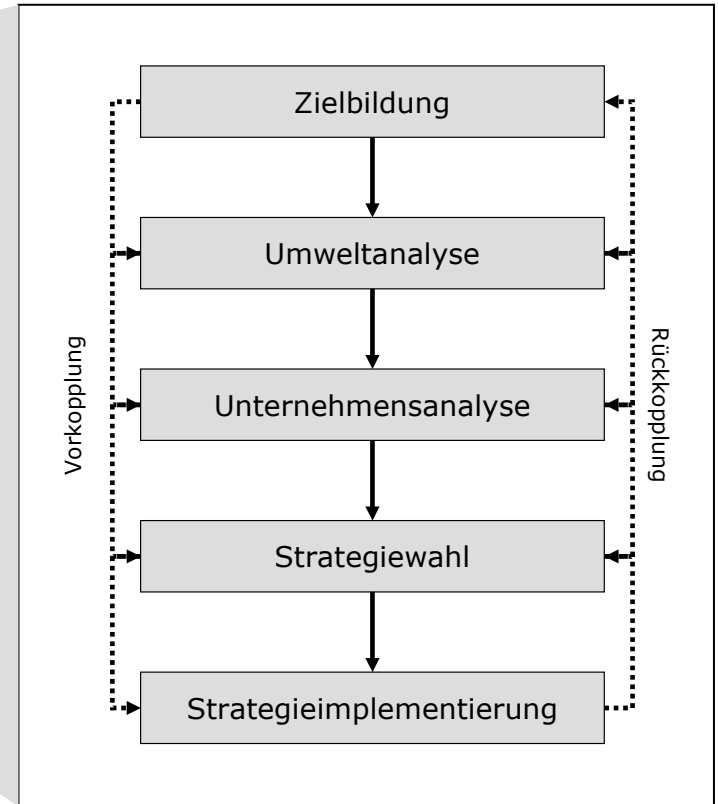 Zielbildung
Umweltanalyse
Unternehmensanalyse
Strategiewahl
Strategieimplementierung
Vorkopplung
Rückkopplung